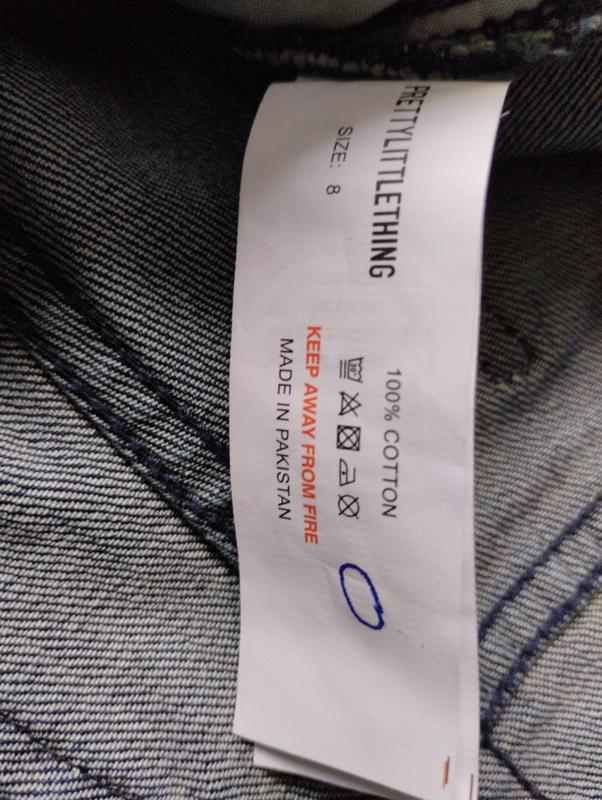 PRETTYLITTLETHING
SIZE: 8
100% COTTON
KEEP AWAY FROM FIRE
MADE IN PAKISTAN